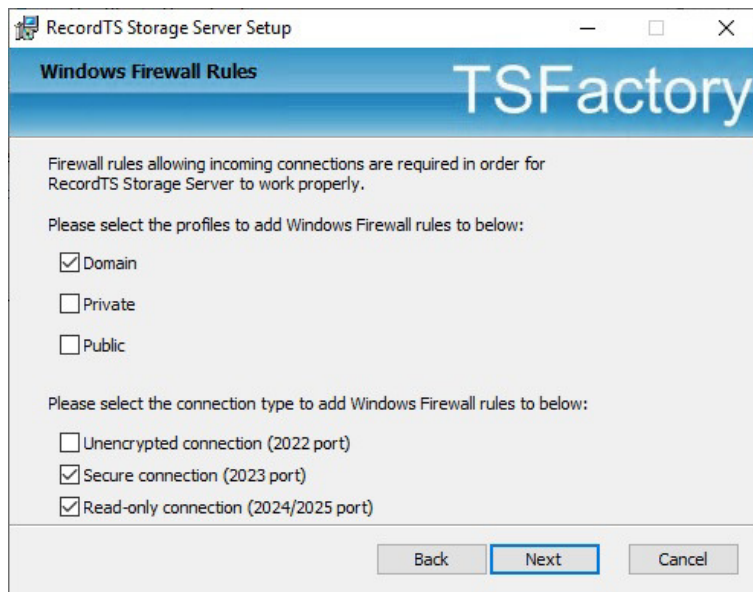 RecordTS Storage Server Setup
Windows Firewall Rules
TSFactory
Firewall rules allowing incoming connections are required in order for
RecordTS Storage Server to work properly.
Please select the profiles to add Windows Firewall rules to below:
Domain
Private
Public
Please select the connection type to add Windows Firewall rules to below:
Unencrypted connection (2022 port)
Secure connection (2023 port)
Read-only connection (2024/2025 port)
Back Next Cancel